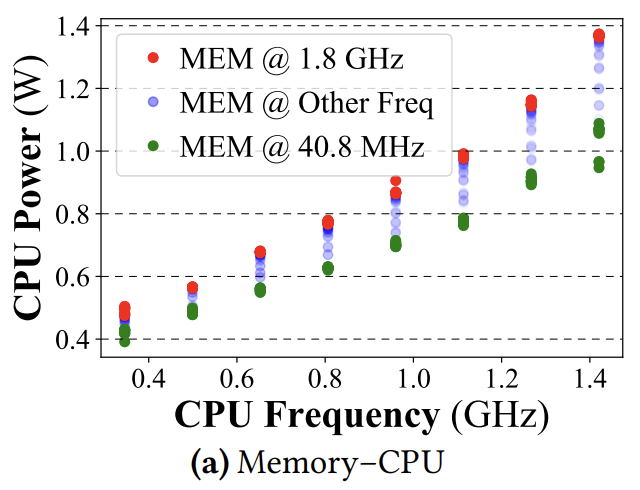 1.4
1.2
1.0
0.8
0.6
0.4
CPU Power (W)
MEM @ 1.8 GHz
MEM @ Other Freq
MEM @ 40.8 MHz
0.4 0.6 0.8 1.0 1.2 1.4
CPU Frequency (GHz)
(a) Memory–CPU